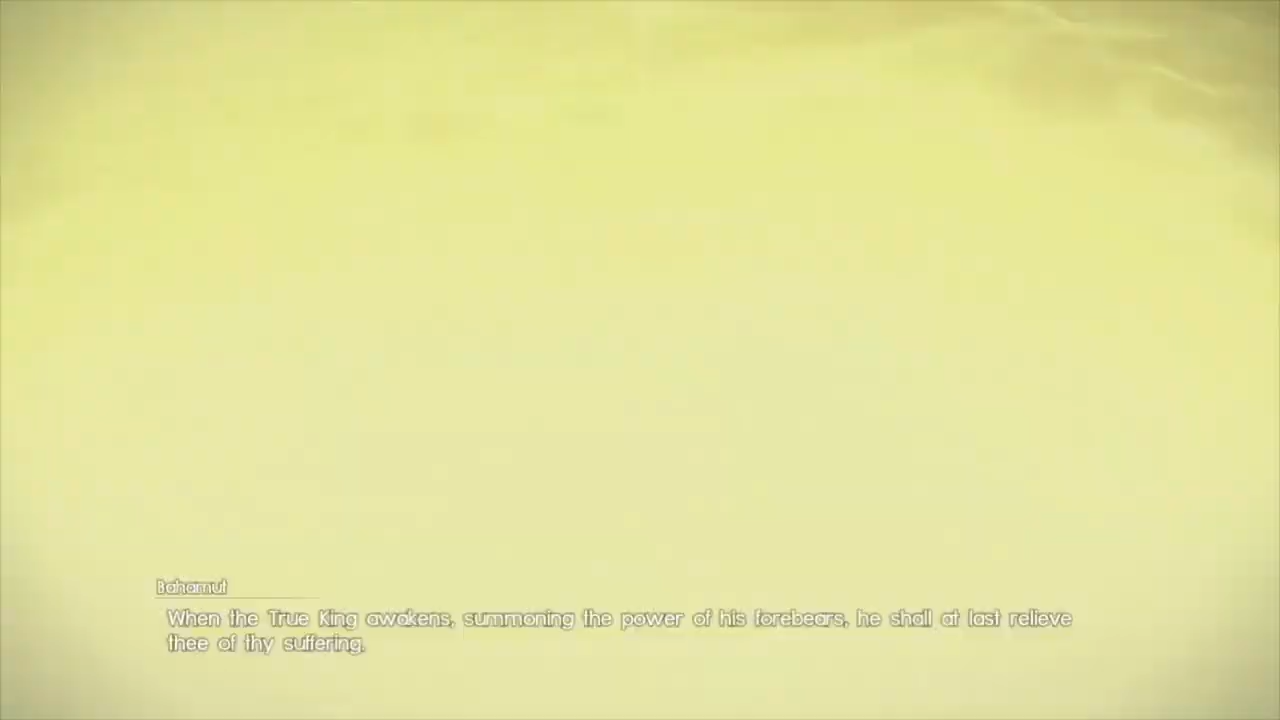 Bahamut
When the True King awakens, summoning the power of his forebears, he shall at last relieve
thee of thy suffering.